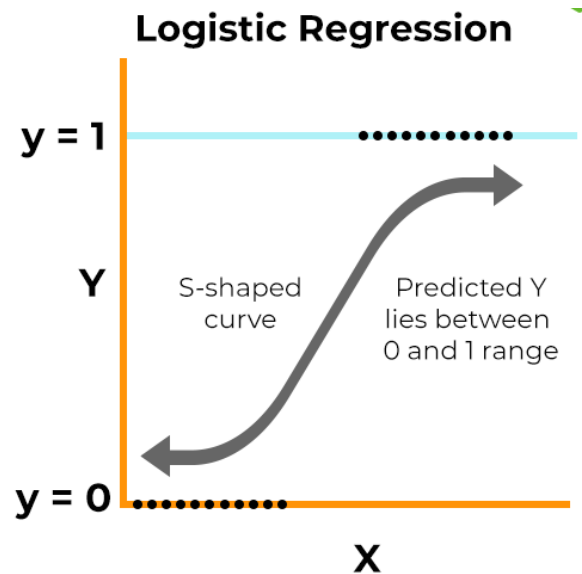 Logistic Regression
y = 1
Y
S-shaped
curve
Predicted Y
lies between
0 and 1 range
y = 0
X